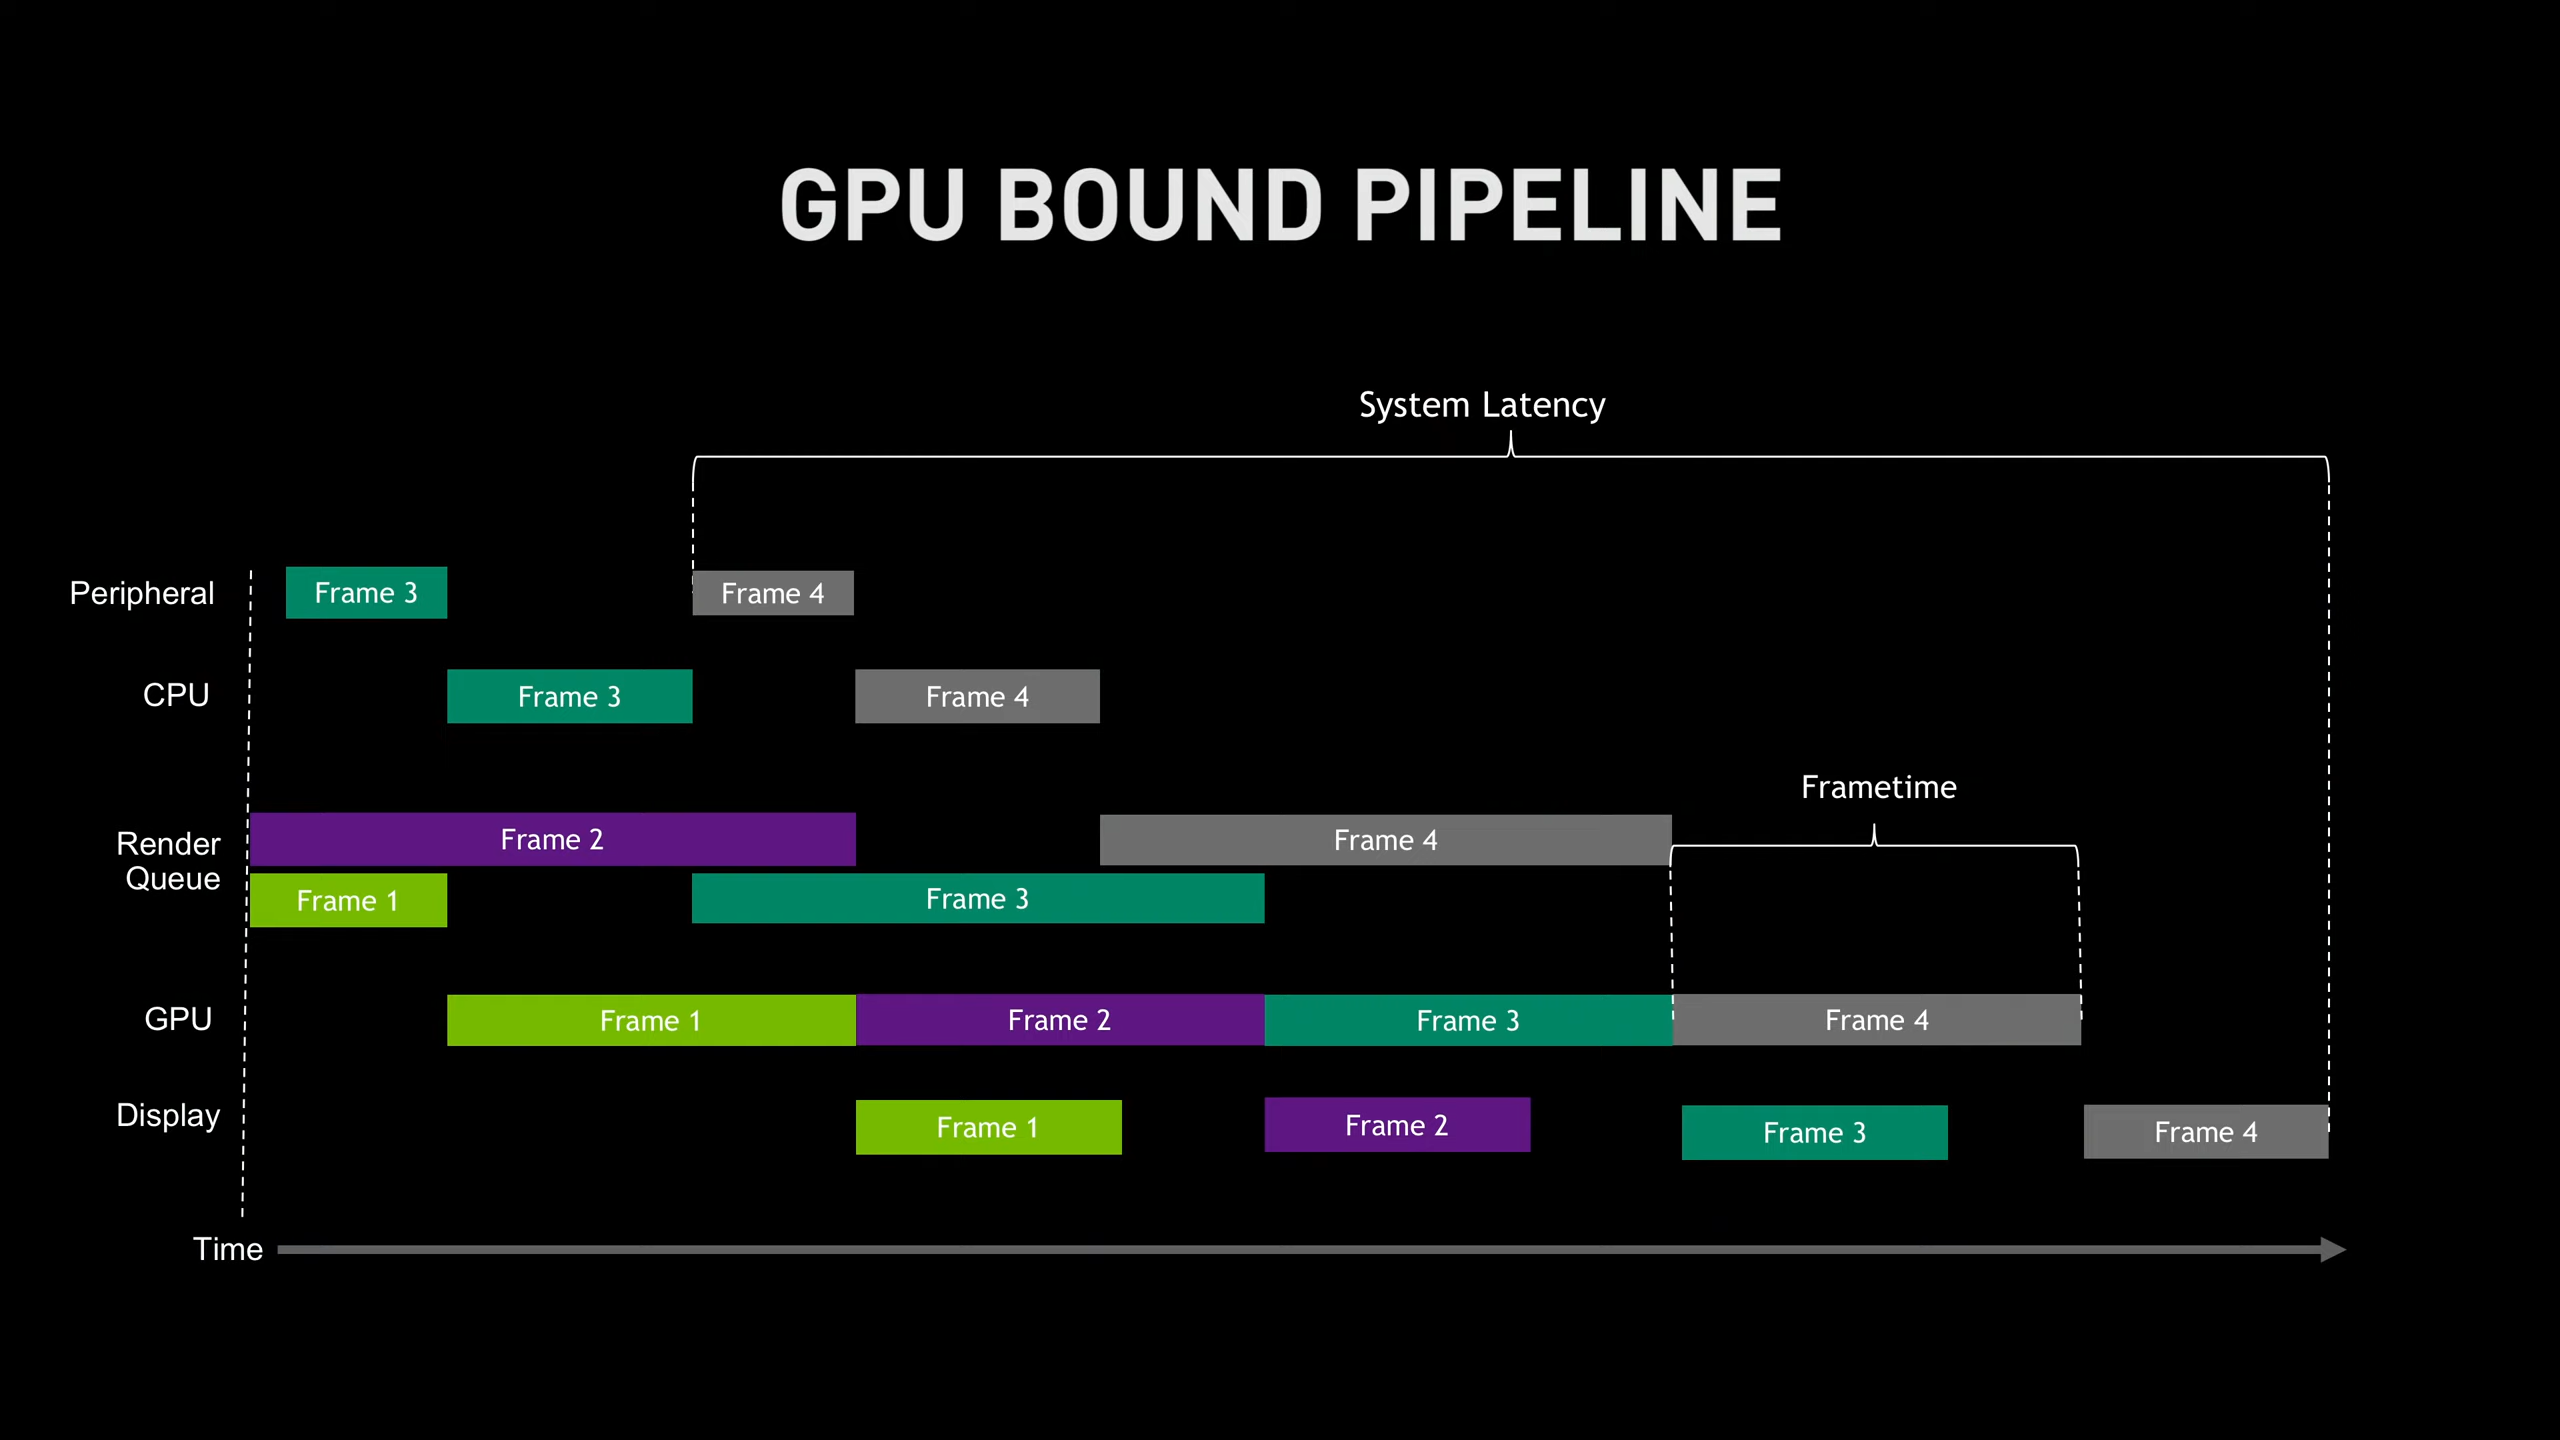 GPU BOUND PIPELINE
System Latency
Peripheral
Frame 3
Frame 4
CPU
Frame 3
Frame 4
Frametime
Render
Queue
Frame 2
Frame 4
Frame 1
Frame 3
GPU
Frame 1
Frame 2
Frame 3
Frame 4
Display
Frame 1
Frame 2
Frame 3
Frame 4
Time